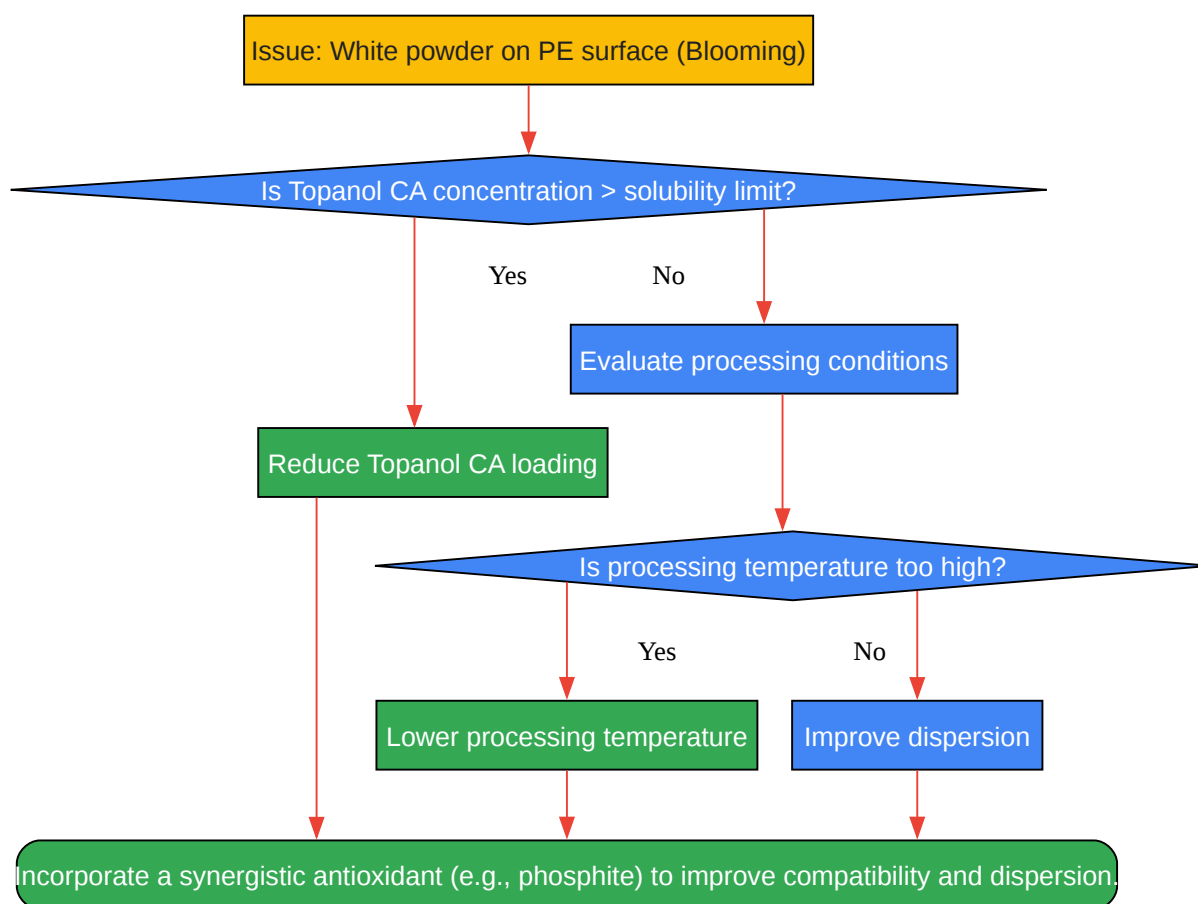 Issue: White powder on PE surface (Blooming)
Is Topanol CA concentration > solubility limit?
Yes
No
Evaluate processing conditions
Reduce Topanol CA loading
Is processing temperature too high?
Yes
No
Lower processing temperature
Improve dispersion
Incorporate a synergistic antioxidant (e.g., phosphite) to improve compatibility and dispersion.